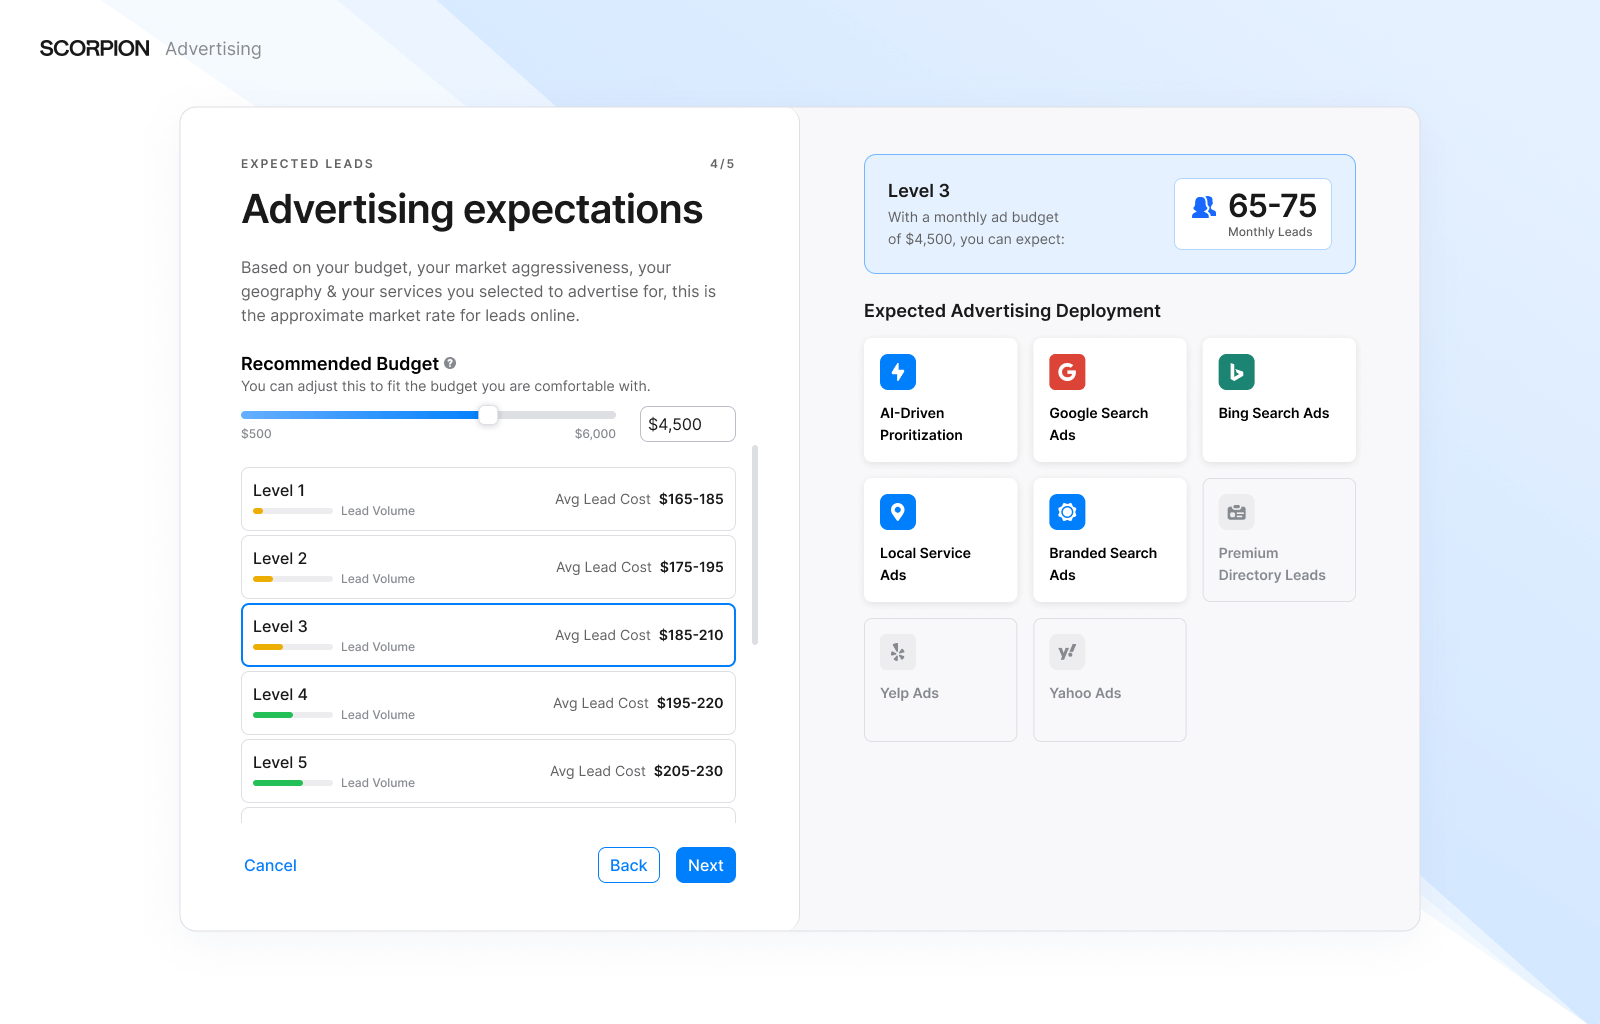 SCORPION Advertising
EXPECTED LEADS 4/5
Advertising expectations
Based on your budget, your market aggressiveness, your
geography & your services you selected to advertise for, this is
the approximate market rate for leads online.
Recommended Budget ?
You can adjust this to fit the budget you are comfortable with.
$500 $6,000
$4,500
Level 1
Lead Volume
Avg Lead Cost $165-185
Level 2
Lead Volume
Avg Lead Cost $175-195
Level 3
Lead Volume
Avg Lead Cost $185-210
Level 4
Lead Volume
Avg Lead Cost $195-220
Level 5
Lead Volume
Avg Lead Cost $205-230
Cancel
Back
Next
Level 3
With a monthly ad budget
of $4,500, you can expect:
65-75
Monthly Leads
Expected Advertising Deployment
AI-Driven
Proritization
Google Search
Ads
Bing Search Ads
Local Service
Ads
Branded Search
Ads
Premium
Directory Leads
Yelp Ads
Yahoo Ads